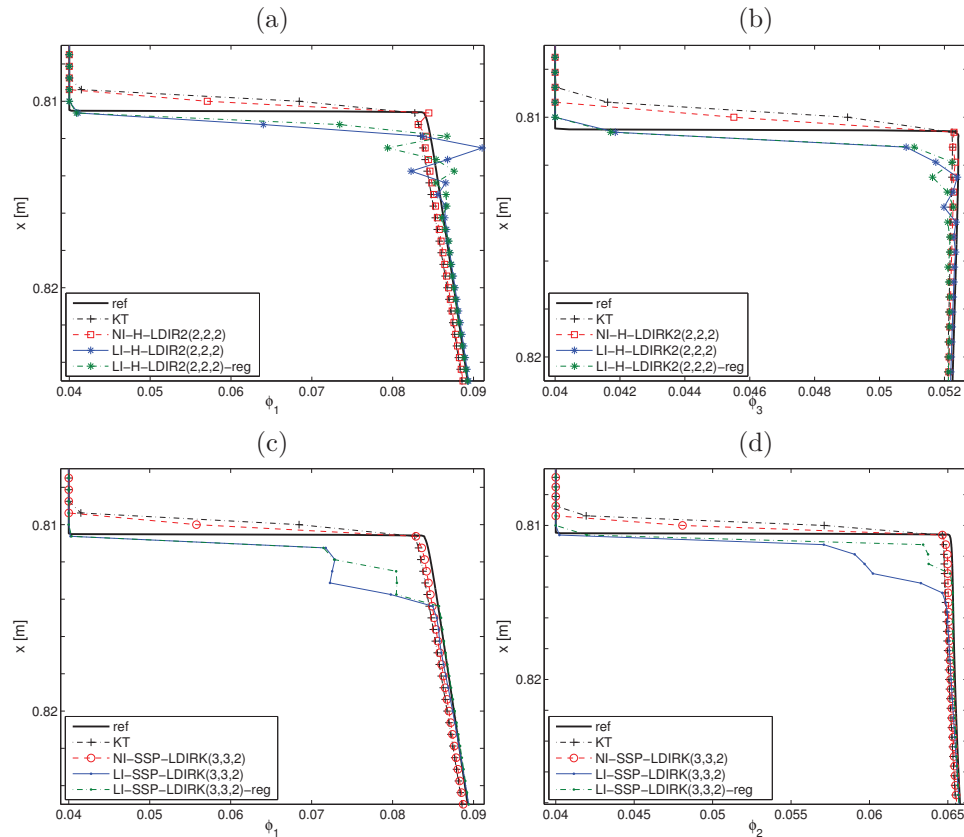 (a)
(b)
0.81
0.82
x [m]
ref
KT
NI−H−LDIR2(2,2,2)
LI−H−LDIR2(2,2,2)
LI−H−LDIR2(2,2,2)−reg
0.04 0.05 0.06 0.07 0.08 0.09
ϕ1
0.81
0.82
x [m]
ref
KT
NI−H−LDIRK2(2,2,2)
LI−H−LDIRK2(2,2,2)
LI−H−LDIRK2(2,2,2)−reg
0.04 0.042 0.044 0.046 0.048 0.05 0.052
ϕ3
(c)
(d)
0.81
0.82
x [m]
ref
KT
NI−SSP−LDIRK(3,3,2)
LI−SSP−LDIRK(3,3,2)
LI−SSP−LDIRK(3,3,2)−reg
0.04 0.05 0.06 0.07 0.08 0.09
ϕ1
0.81
0.82
x [m]
ref
KT
NI−SSP−LDIRK(3,3,2)
LI−SSP−LDIRK(3,3,2)
LI−SSP−LDIRK(3,3,2)−reg
0.04 0.045 0.05 0.055 0.06 0.065
ϕ2